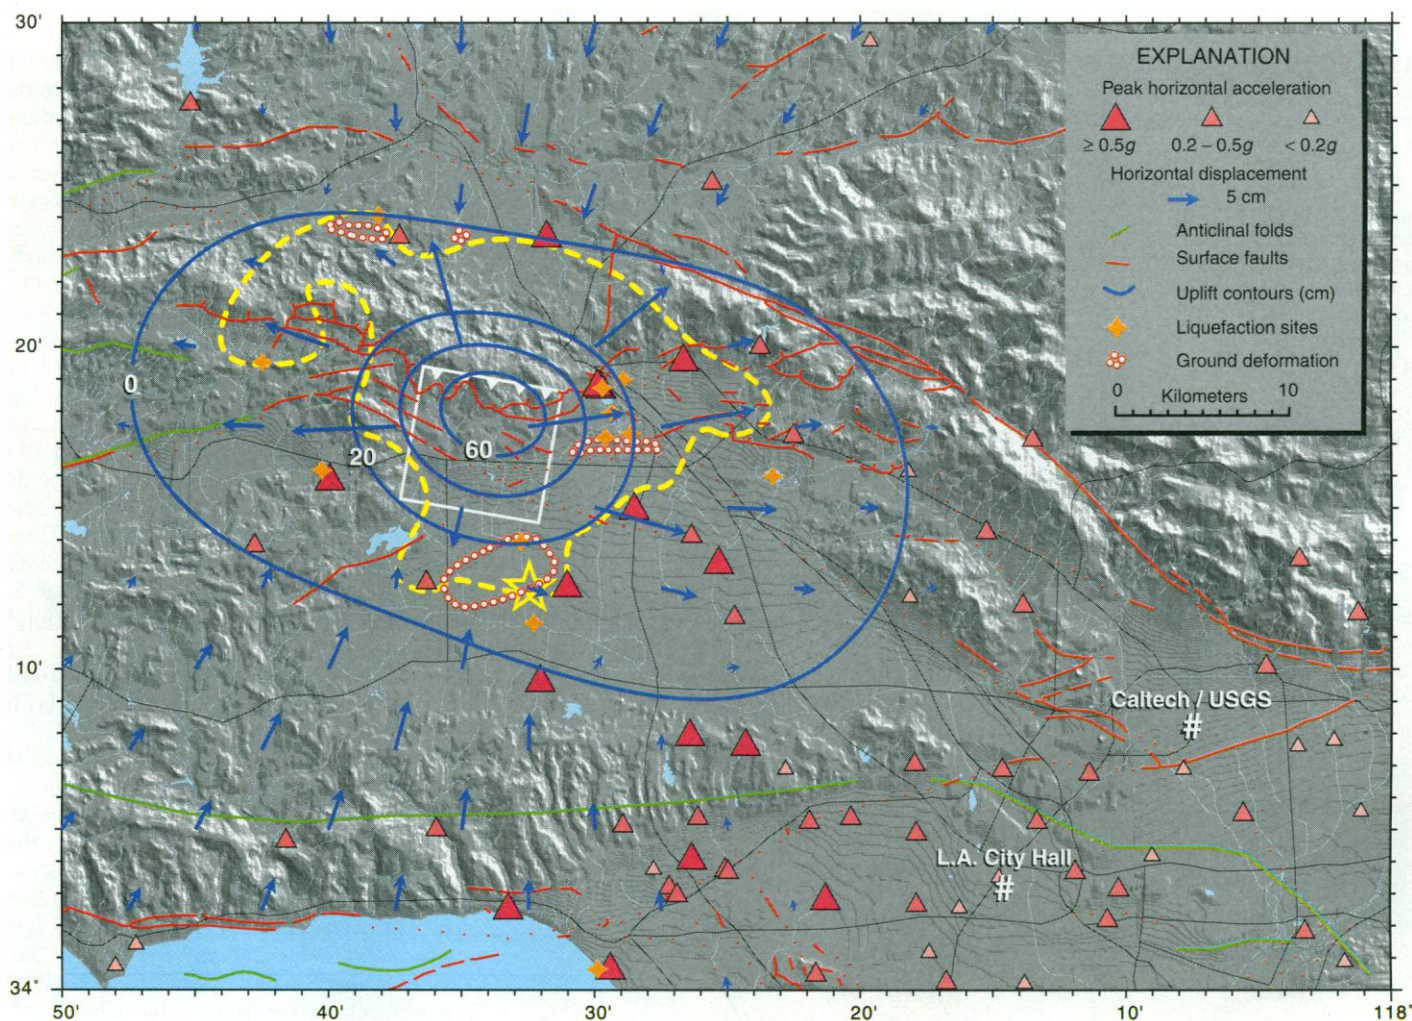 30'
EXPLANATION
Peak horizontal acceleration
≥ 0.5g 0.2 – 0.5g < 0.2g
Horizontal displacement
5 cm
Anticlinal folds
Surface faults
Uplift contours (cm)
Liquefaction sites
Ground deformation
0 10
Kilometers
20'
0
20
60
10'
Caltech / USGS
#
L.A. City Hall
#
34°
50' 40' 30' 20' 10' 118°